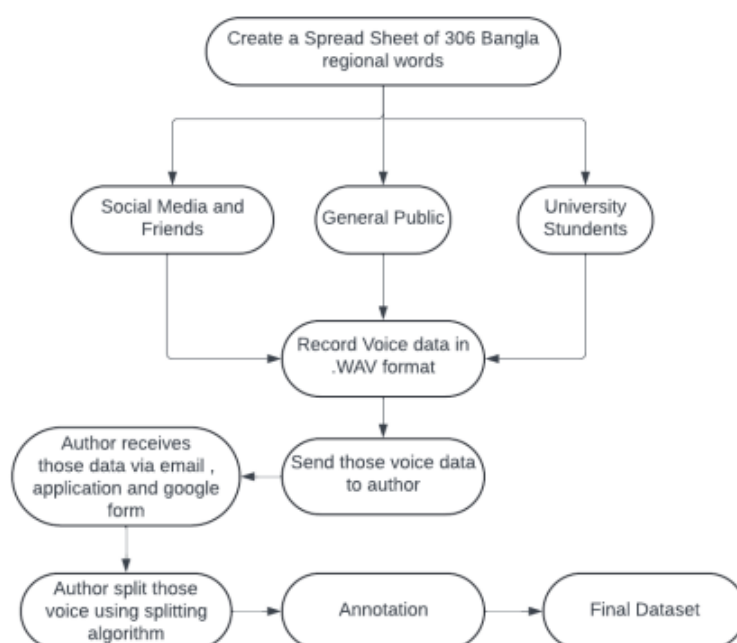 Create a Spread Sheet of 306 Bangla
regional words
Social Media and
Friends
General Public
University
Stundents
Record Voice data in
.WAV format
Send those voice data
to author
Author receives
those data via email ,
application and google
form
Author split those
voice using splitting
algorithm
Annotation
Final Dataset